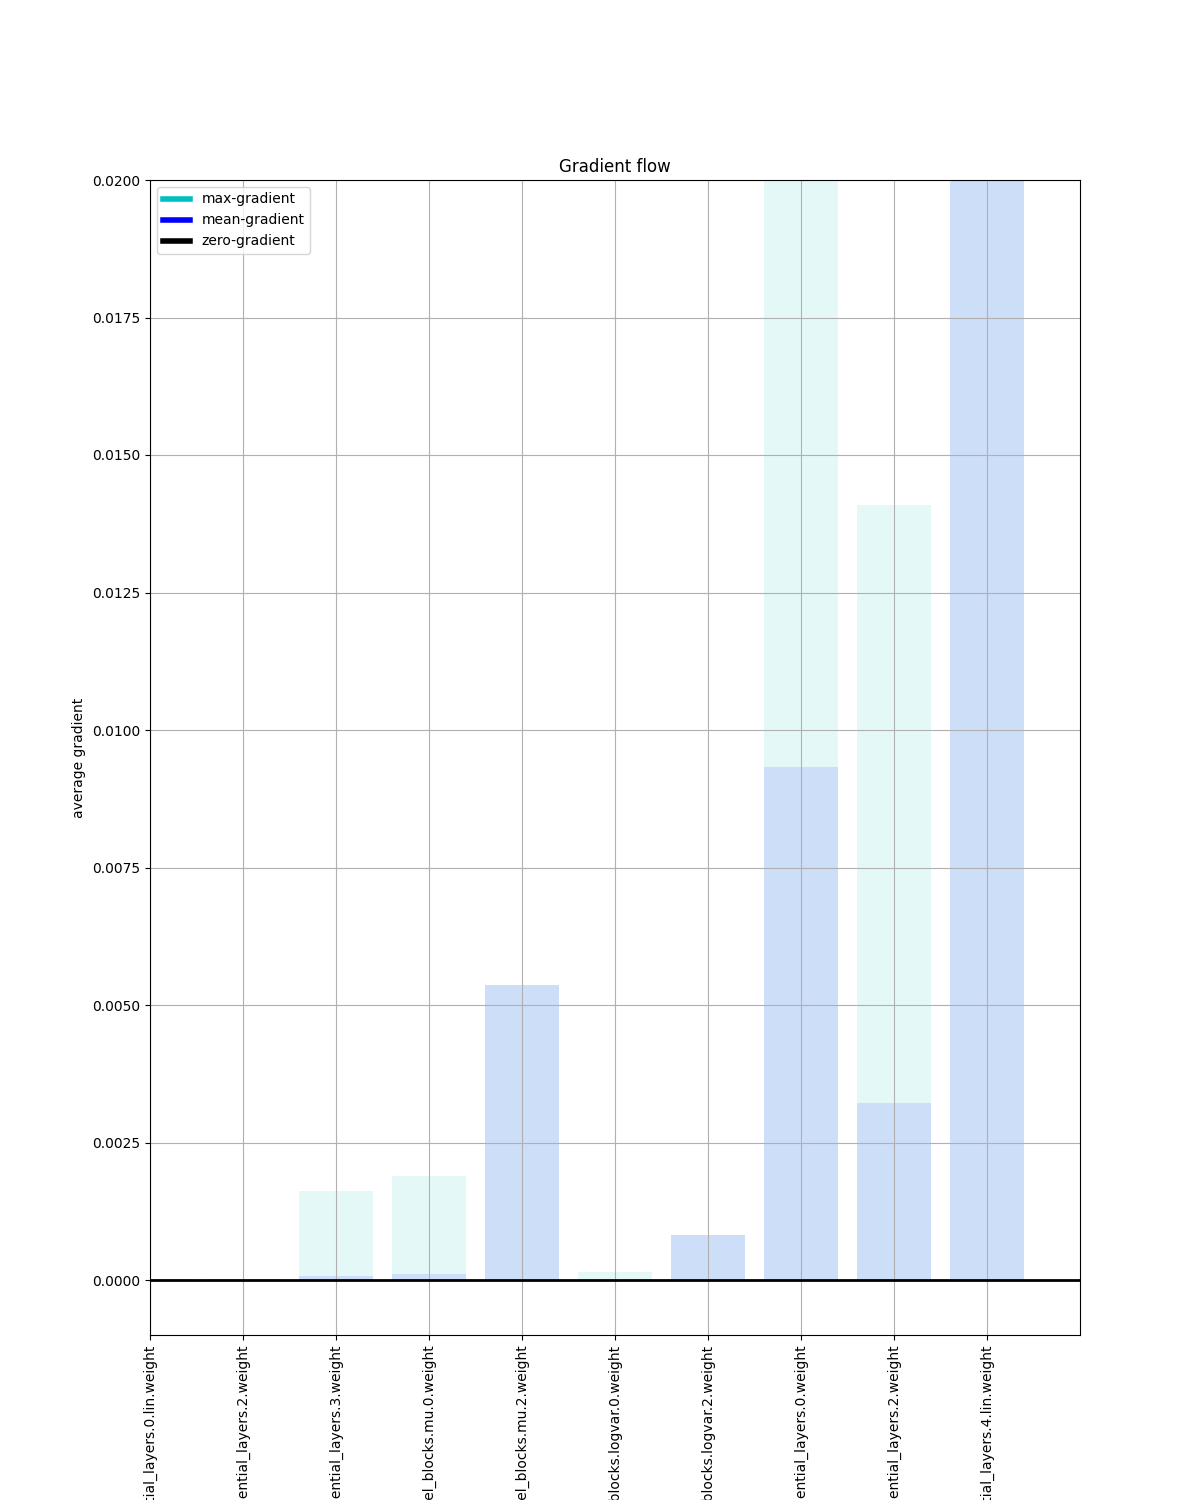 Gradient flow
max-gradient
mean-gradient
zero-gradient
0.0200
0.0175
0.0150
0.0125
0.0100
0.0075
0.0050
0.0025
0.0000
average gradient
tial_layers.0.lin.weight
ential_layers.2.weight
ential_layers.3.weight
el_blocks.mu.0.weight
el_blocks.mu.2.weight
blocks.logvar.0.weight
blocks.logvar.2.weight
ential_layers.0.weight
ential_layers.2.weight
tial_layers.4.lin.weight